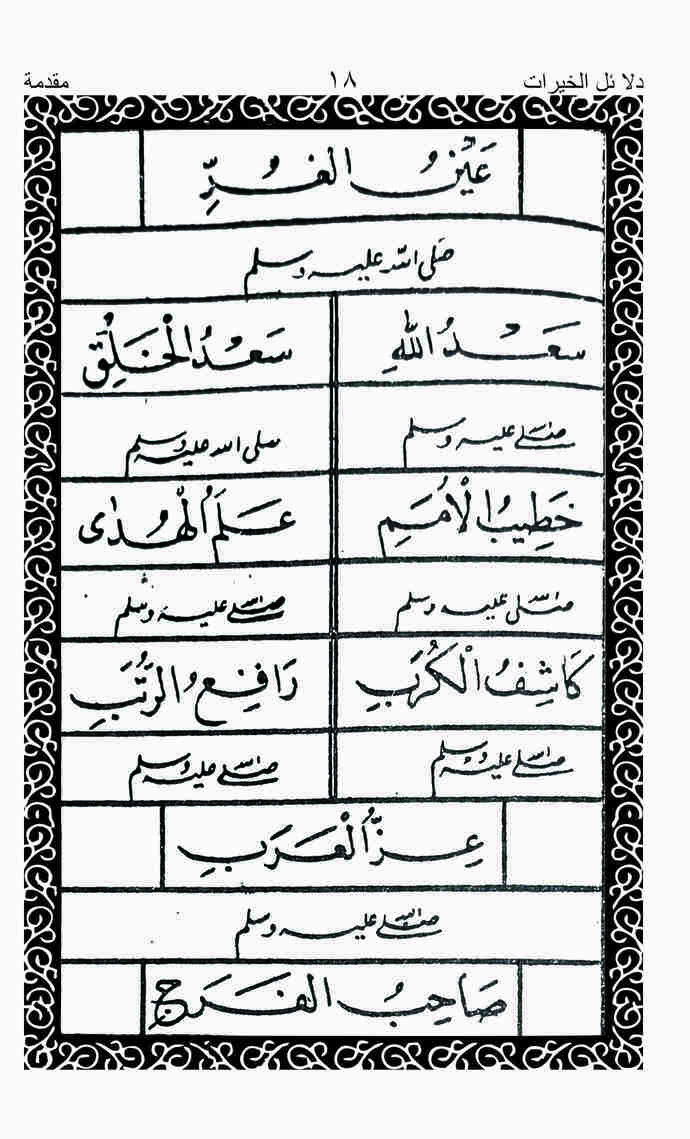 دلا ئل الخيرات ١٨ مقدمة
عَيْنُ الْغُرِّ
صَلى الله عليه وسلم
سَعْدُ اللهِ سَعْدُ الْخَلْقِ
صلى الله عليه وسلم صلى الله عليه وسلم
خَطِيبُ الْأُمَمِ عَلَمُ الْهُدٰى
صلى الله عليه وسلم صلى الله عليه وسلم
كَاشِفُ الْكُرَبِ رَافِعُ الرُّتَبِ
صلى الله عليه وسلم صلى الله عليه وسلم
عِزُّ الْعَرَبِ
صلى الله عليه وسلم
صَاحِبُ الفَرَجِ